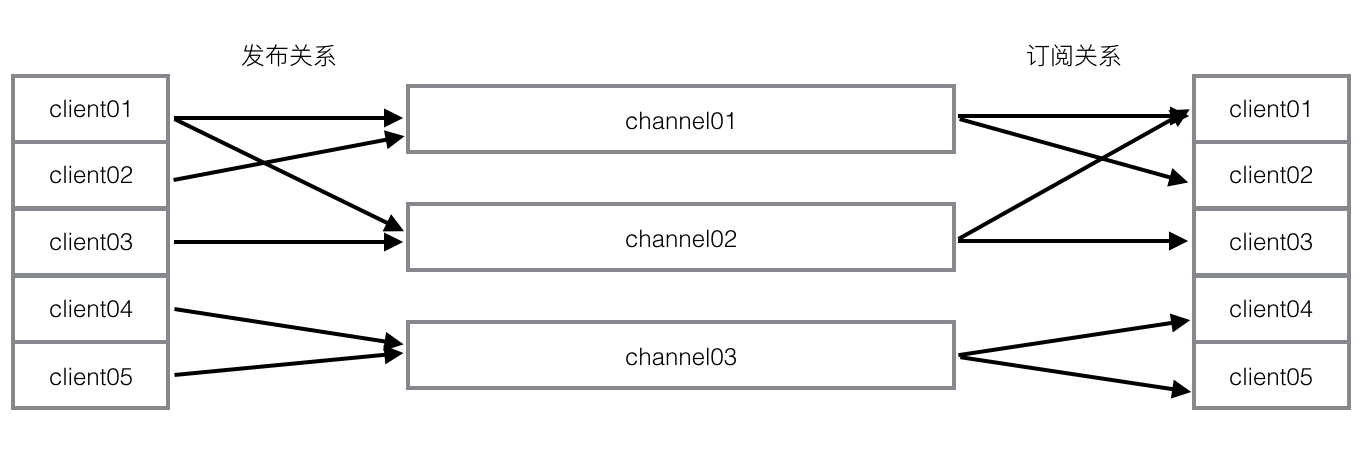 发布关系
订阅关系
client01
client02
client03
client04
client05
channel01
channel02
channel03
client01
client02
client03
client04
client05